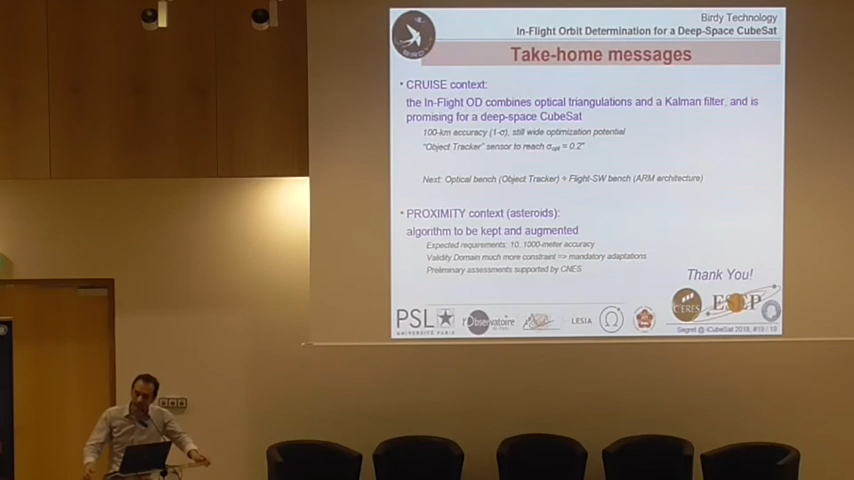 Birdy Technology
In-Flight Orbit Determination for a Deep-Space CubeSat
Take-home messages
• CRUISE context:
the In-Flight OD combines optical triangulations and a Kalman filter, and is
promising for a deep-space CubeSat
100-km accuracy (1-σ), still wide optimization potential
"Object Tracker" sensor to reach σopt = 0.2"
Next: Optical bench (Object Tracker) + Flight-SW bench (ARM architecture)
• PROXIMITY context (asteroids):
algorithm to be kept and augmented
Expected requirements: 10..1000-meter accuracy
Validity Domain much more constraint => mandatory adaptations
Preliminary assessments supported by CNES
Thank You!
PSL
UNIVERSITÉ PARIS
l'Observatoire
de Paris
LESIA
CERES
ESEP
Segret @ iCubeSat 2018, #19 / 19